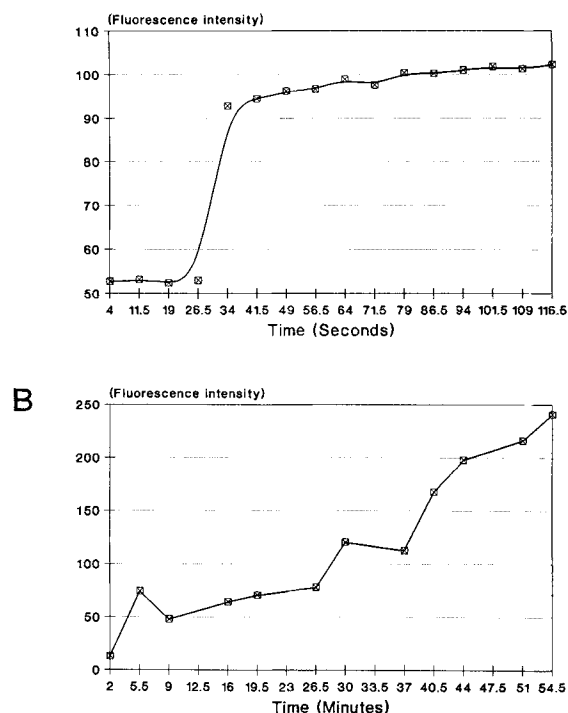 (Fluorescence intensity)
110
100
90
80
70
60
50
4 11.5 19 26.5 34 41.5 49 56.5 64 71.5 79 86.5 94 101.5 109 116.5
Time (Seconds)
B
(Fluorescence intensity)
250
200
150
100
50
0
2 5.5 9 12.5 16 19.5 23 26.5 30 33.5 37 40.5 44 47.5 51 54.5
Time (Minutes)